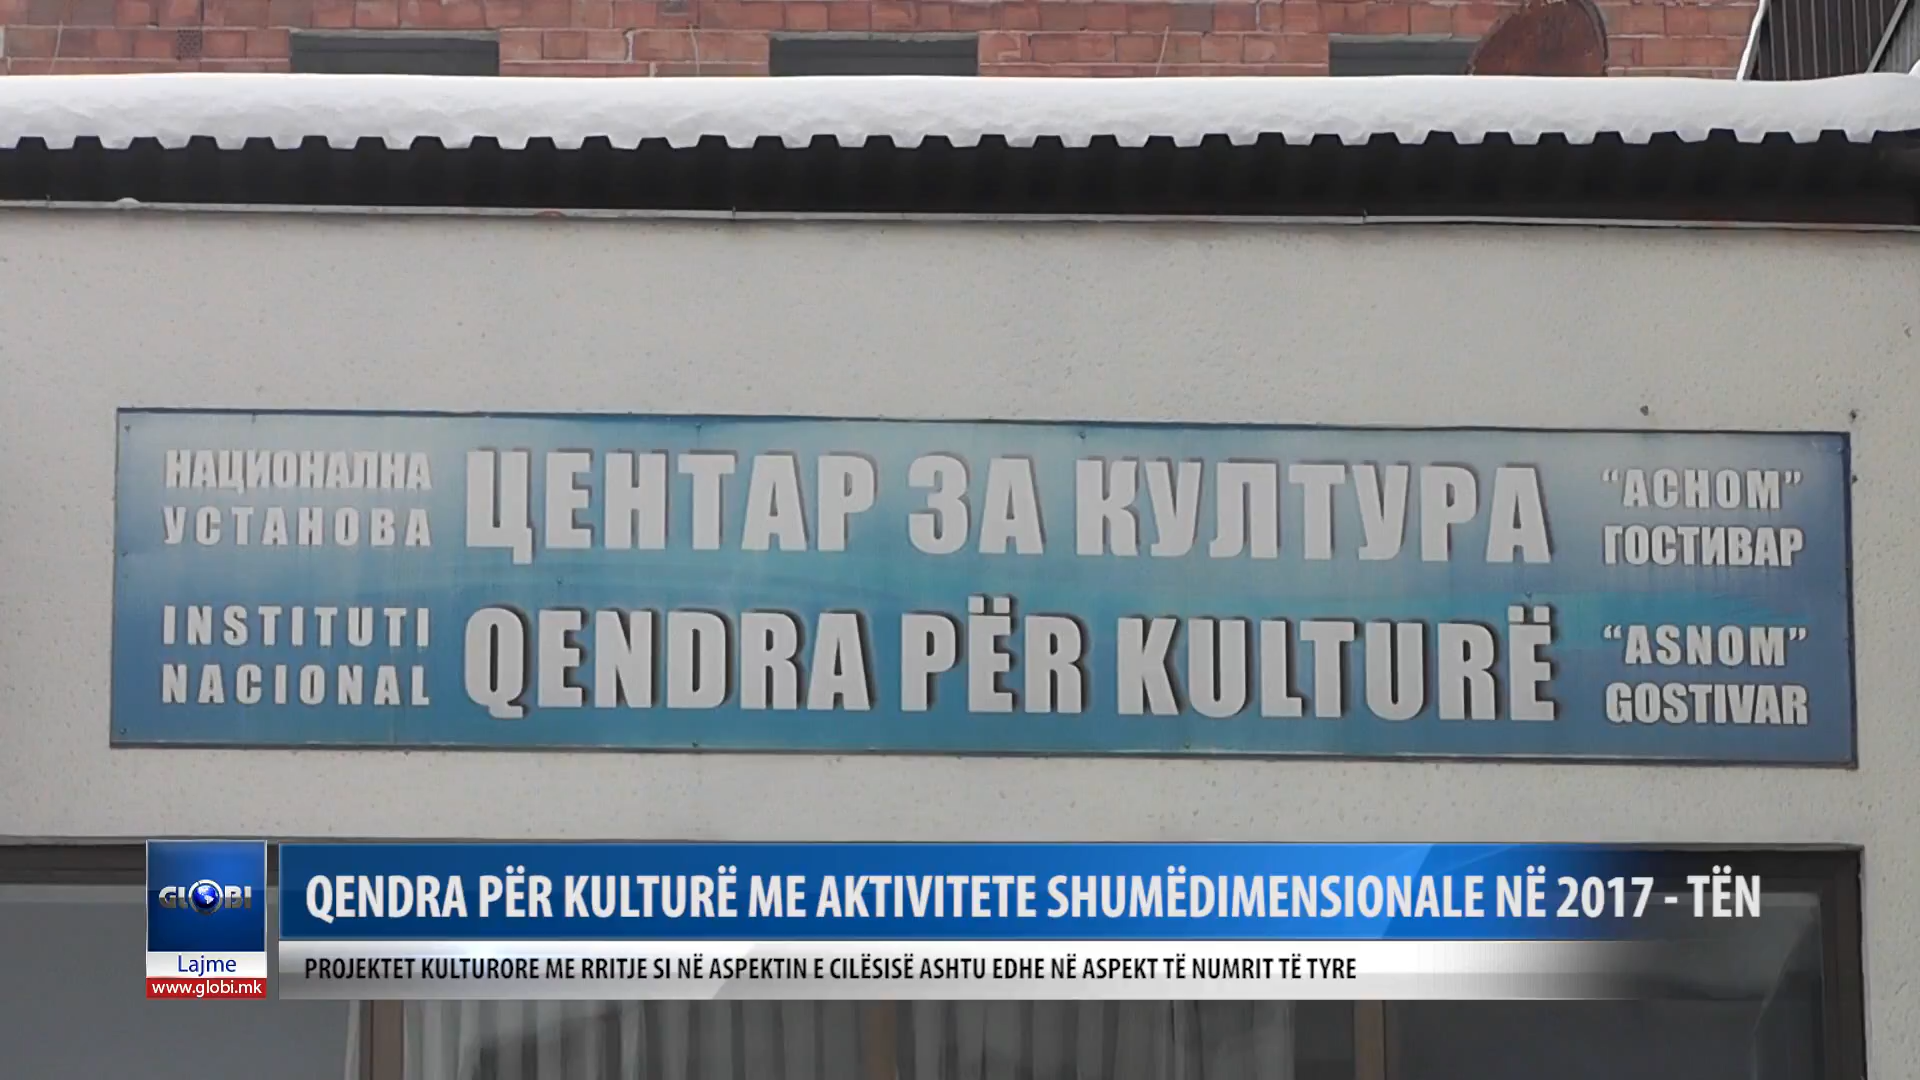 НАЦИОНАЛНА
УСТАНОВА
ЦЕНТАР ЗА КУЛТУРА
"АСНОМ"
ГОСТИВАР
INSTITUTI
NACIONAL
QENDRA PËR KULTURË
"ASNOM"
GOSTIVAR
GLOBI
Lajme
www.globi.mk
QENDRA PËR KULTURË ME AKTIVITETE SHUMËDIMENSIONALE NË 2017 - TËN
PROJEKTET KULTURORE ME RRITJE SI NË ASPEKTIN E CILËSISË ASHTU EDHE NË ASPEKT TË NUMRIT TË TYRE